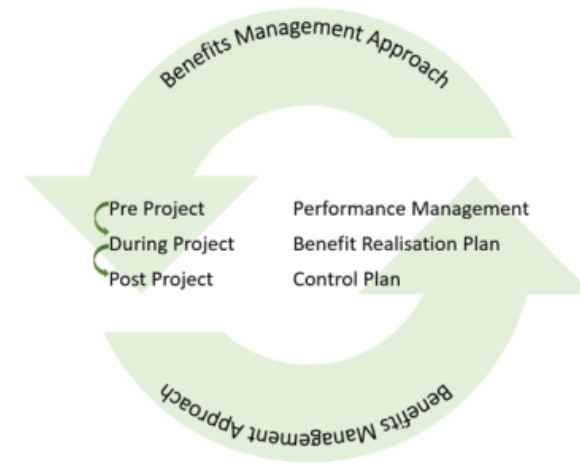 Benefits Management Approach
Pre Project Performance Management
During Project Benefit Realisation Plan
Post Project Control Plan
Benefits Management Approach